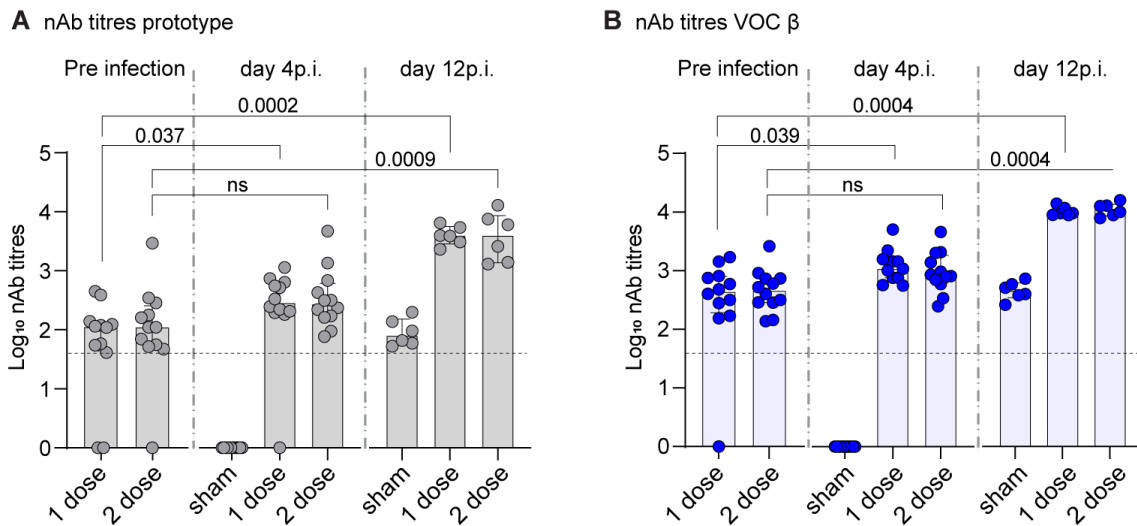 A nAb titres prototype
Pre infection day 4p.i. day 12p.i.
0.0002
0.037
0.0009
ns
Log₁₀ nAb titres
5
4
3
2
1
0
1 dose
2 dose
sham
1 dose
2 dose
sham
1 dose
2 dose
B nAb titres VOC β
Pre infection day 4p.i. day 12p.i.
0.0004
0.039
0.0004
ns
Log₁₀ nAb titres
5
4
3
2
1
0
1 dose
2 dose
sham
1 dose
2 dose
sham
1 dose
2 dose